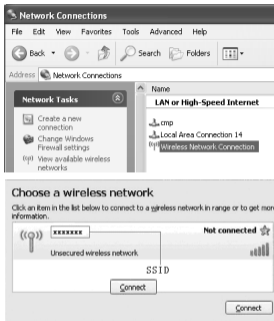 Network Connections
File Edit View Favorites Tools Advanced Help
Back Search Folders
Address Network Connections
Network Tasks
Create a new connection
Change Windows Firewall settings
View available wireless networks
Name
LAN or High-Speed Internet
cmp
Local Area Connection 14
Wireless Network Connection
Choose a wireless network
Click an item in the list below to connect to a wireless network in range or to get more
information.
xxxxxxx
Not connected
Unsecured wireless network
SSID
Connect
Connect